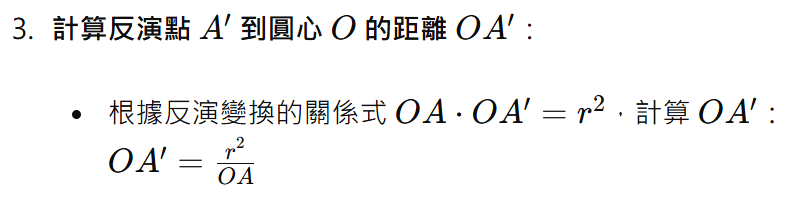 3. 計算反演點 A′ 到圓心 O 的距離 OA′：
• 根據反演變換的關係式 OA · OA′ = r²，計算 OA′：
OA′ = r²/OA